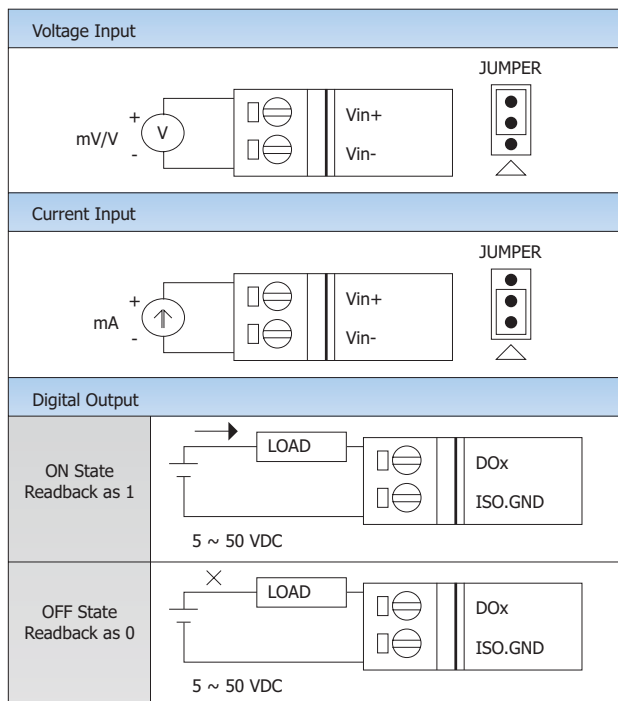 Voltage Input
JUMPER
+
mV/V
V
-
Vin+
Vin-
Current Input
JUMPER
+
mA
-
Vin+
Vin-
Digital Output
ON State
Readback as 1
LOAD
DOx
ISO.GND
5 ~ 50 VDC
OFF State
Readback as 0
LOAD
DOx
ISO.GND
5 ~ 50 VDC